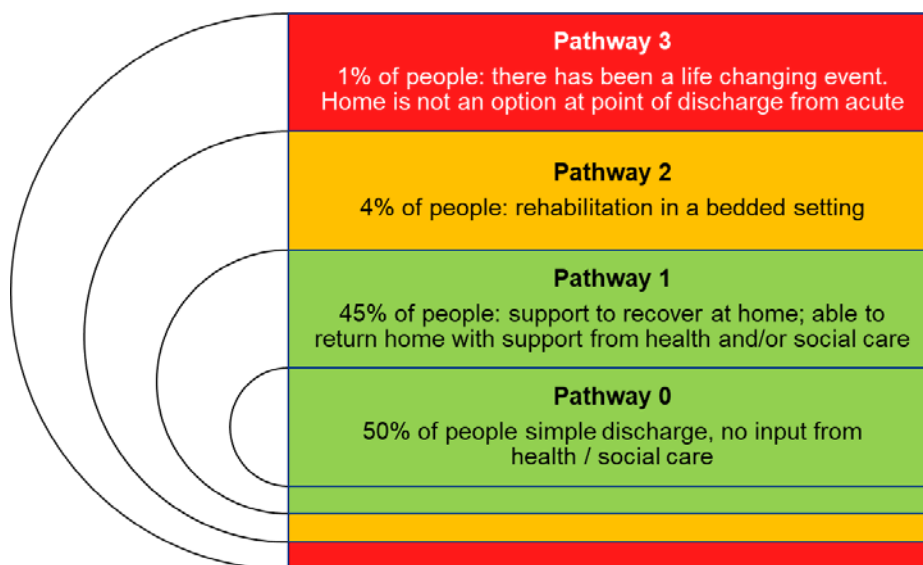 Pathway 3
1% of people: there has been a life changing event.
Home is not an option at point of discharge from acute
Pathway 2
4% of people: rehabilitation in a bedded setting
Pathway 1
45% of people: support to recover at home; able to
return home with support from health and/or social care
Pathway 0
50% of people simple discharge, no input from
health / social care